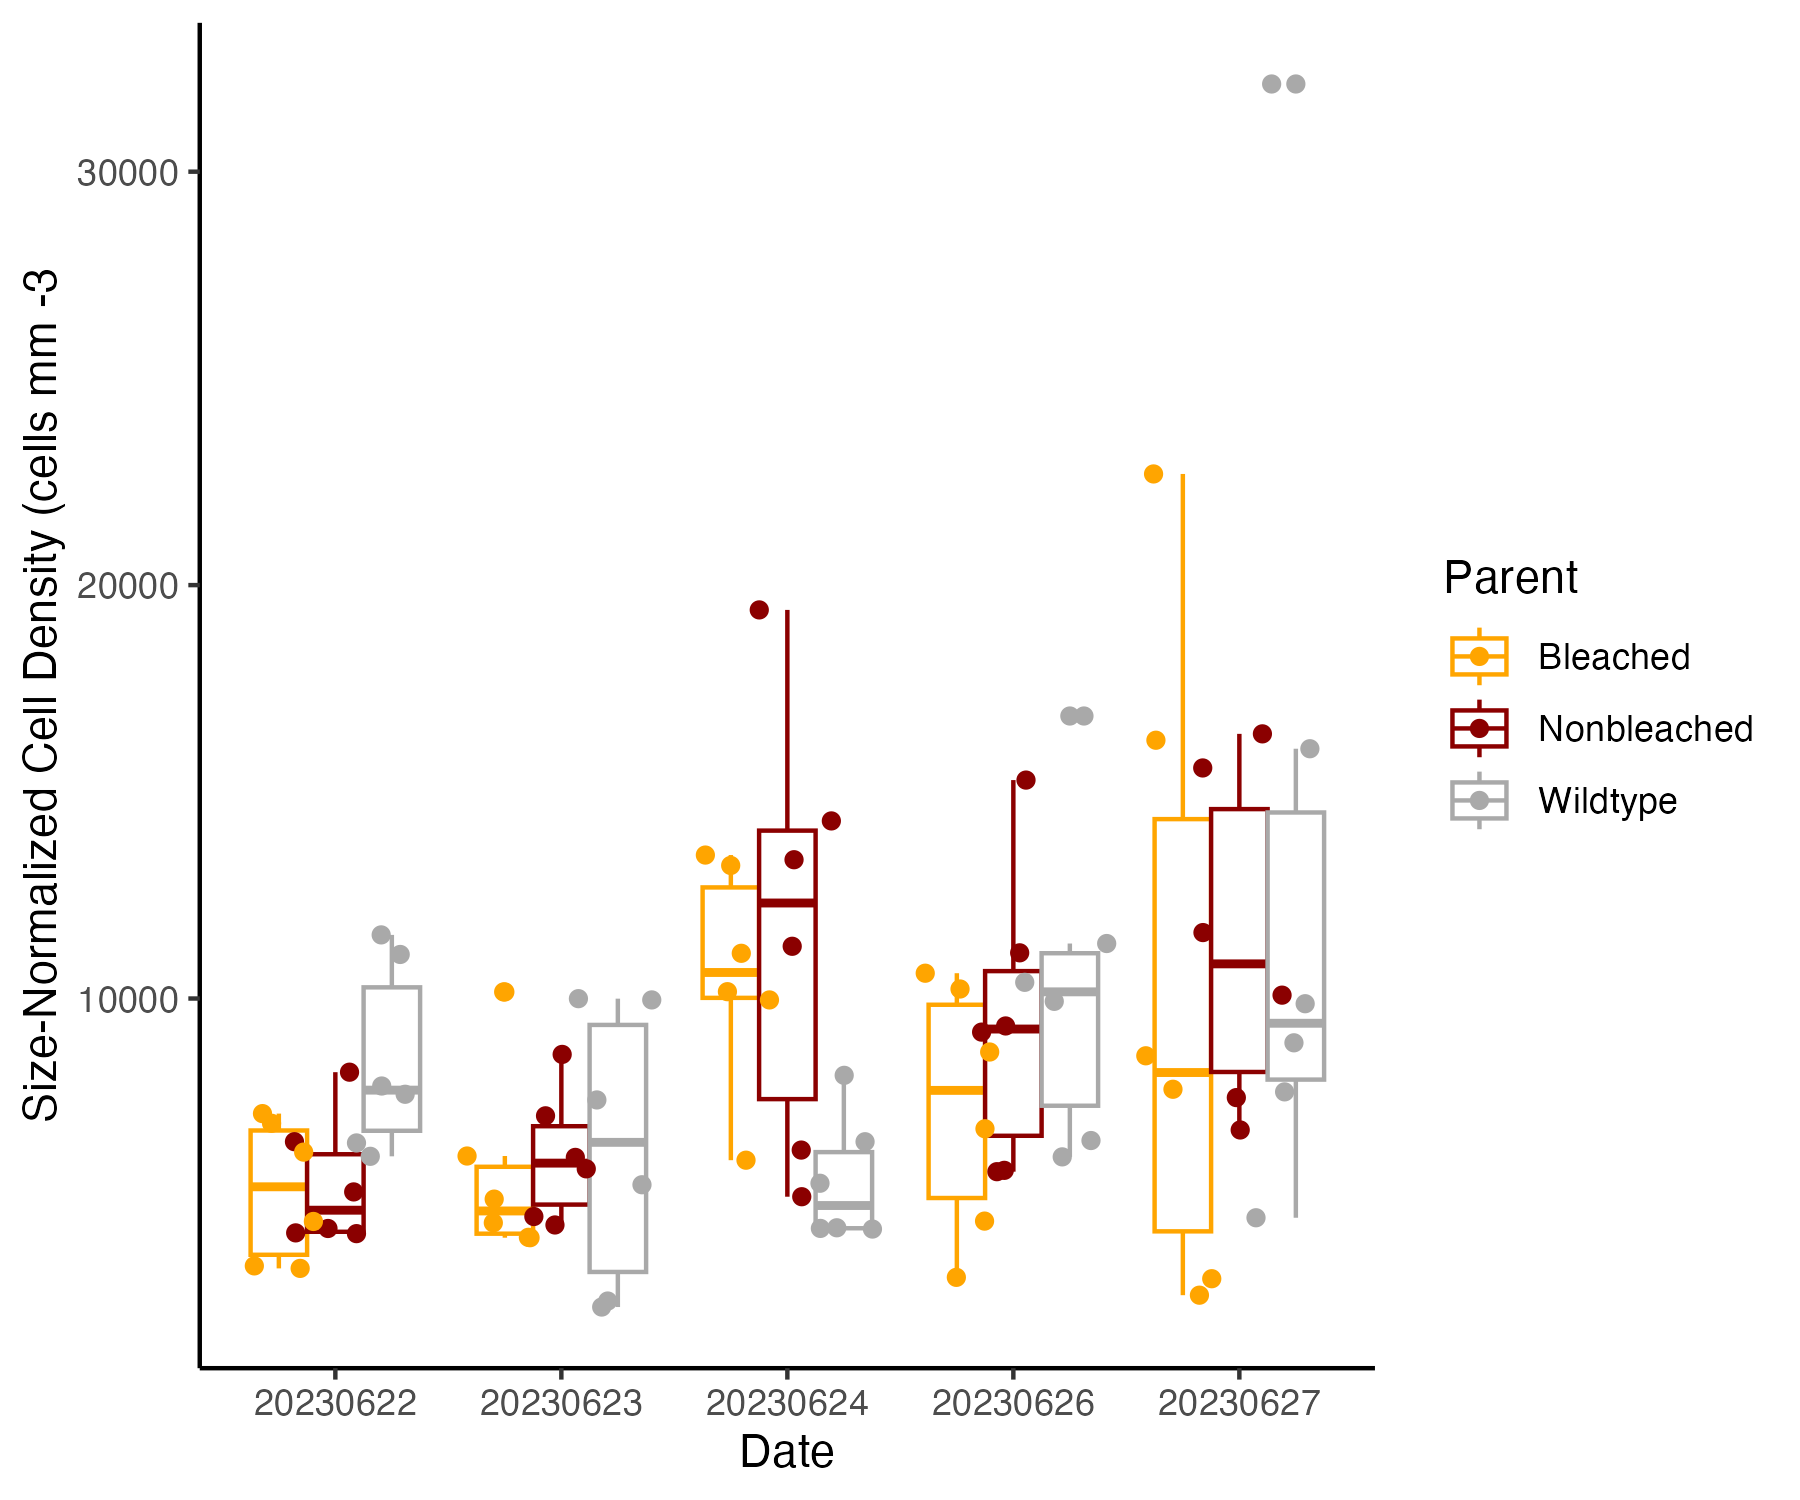 Size-Normalized Cell Density (cells mm -3
30000
20000
10000
20230622
20230623
20230624
20230626
20230627
Date
Parent
Bleached
Nonbleached
Wildtype